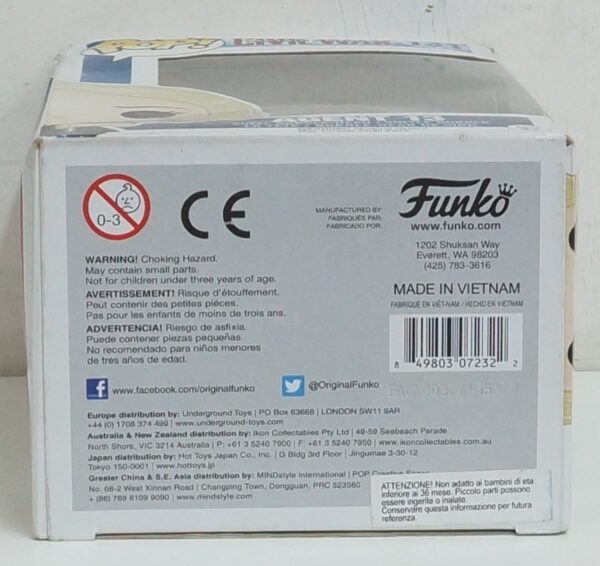 POP!
AGENT 13
0-3
CE
MANUFACTURED BY:
FABRIQUÉS PAR:
FABRICADO POR:
Funko
www.funko.com
1202 Shuksan Way
Everett, WA 98203
(425) 783-3616
WARNING! Choking Hazard.
May contain small parts.
Not for children under three years of age.
AVERTISSEMENT! Risque d'étouffement.
Peut contenir des petites pièces.
Pas pour les enfants de moins de trois ans.
ADVERTENCIA! Riesgo de asfixia.
Puede contener piezas pequeñas.
No recomendado para niños menores
de tres años de edad.
MADE IN VIETNAM
FABRIQUÉ EN VIÊT-NAM / HECHO EN VIETNAM
8 49803 07232 2
www.facebook.com/originalfunko
@OriginalFunko
Europe distribution by: Underground Toys | PO Box 63668 | LONDON SW11 9AR
+44 (0) 1708 374 499 | www.underground-toys.com
Australia & New Zealand distribution by: Ikon Collectables Pty Ltd | 49-59 Seabeach Parade
North Shore, VIC 3214 Australia | P: +61 3 5240 7900 | F: +61 3 5240 7950 | www.ikoncollectables.com.au
Japan distribution by: Hot Toys Japan Co., Inc. | G Bldg 3rd Floor | Jingumae 3-30-12
Tokyo 150-0001 | www.hottoys.jp
Greater China & S.E. Asia distribution by: MINDstyle International | POP Creative Space
No, 66-2 West Xinnan Road | Changping Town, Dongguan, PRC 523560
+ (86) 769 8109 9090 | www.mindstyle.com
ATTENZIONE! Non adatto ai bambini di eta
inferiore ai 36 mese. Piccolo parti possono
essere ingerite o inalate.
Conservare questa informazione per futura
referenza.